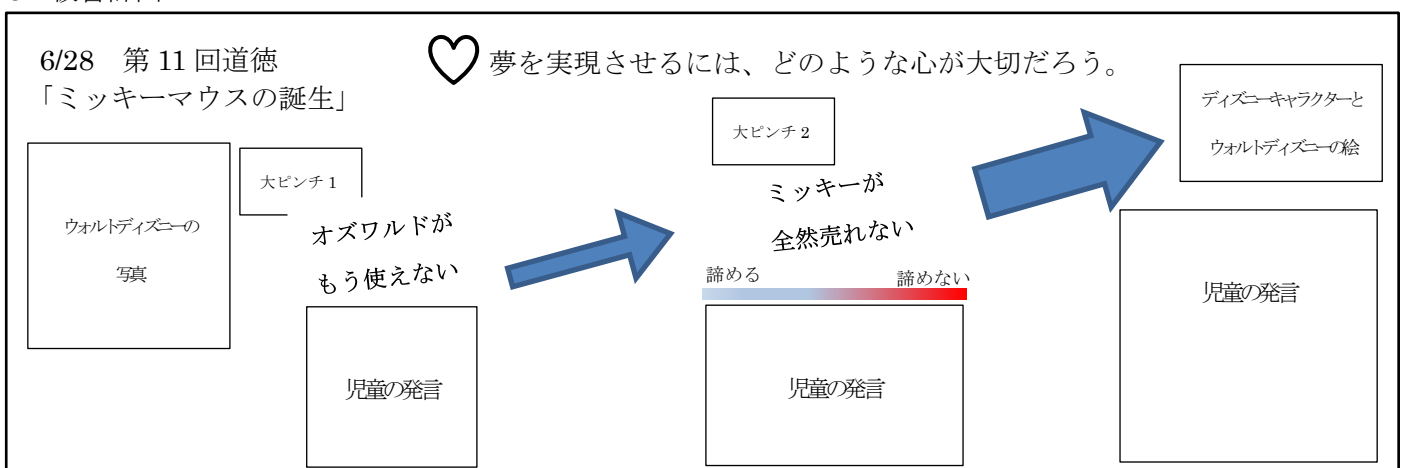 6/28 第 11 回道徳
「ミッキーマウスの誕生」
夢を実現させるには、どのような心が大切だろう。
ウォルトディズニーの
写真
大ピンチ 1
オズワルドが
もう使えない
児童の発言
大ピンチ 2
ミッキーが
全然売れない
諦める
諦めない
児童の発言
ディズニーキャラクターと
ウォルトディズニーの絵
児童の発言